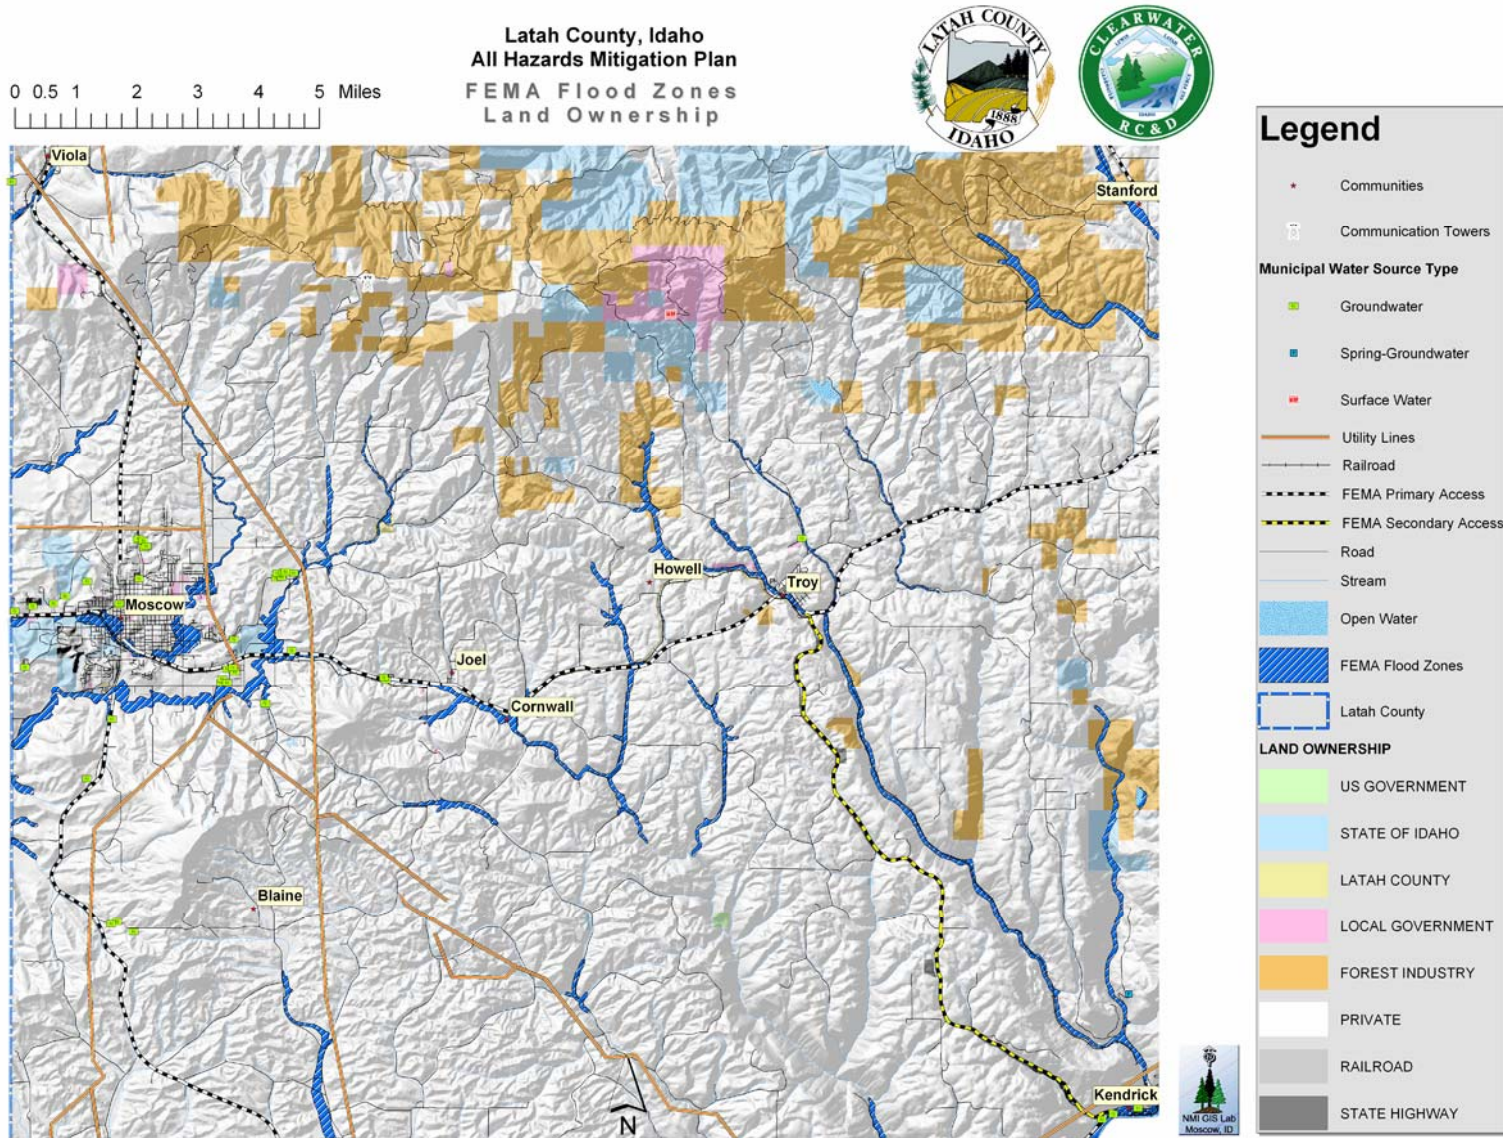 Latah County, Idaho
All Hazards Mitigation Plan
FEMA Flood Zones
Land Ownership
0 0.5 1 2 3 4 5 Miles
LATAH COUNTY
1888
IDAHO
CLEARWATER
RC&D
Viola
Stanford
Howell
Troy
Moscow
Joel
Cornwall
Blaine
Kendrick
N
NMI GIS Lab
Moscow, ID
Legend
Communities
Communication Towers
Municipal Water Source Type
Groundwater
Spring-Groundwater
Surface Water
Utility Lines
Railroad
FEMA Primary Access
FEMA Secondary Access
Road
Stream
Open Water
FEMA Flood Zones
Latah County
LAND OWNERSHIP
US GOVERNMENT
STATE OF IDAHO
LATAH COUNTY
LOCAL GOVERNMENT
FOREST INDUSTRY
PRIVATE
RAILROAD
STATE HIGHWAY